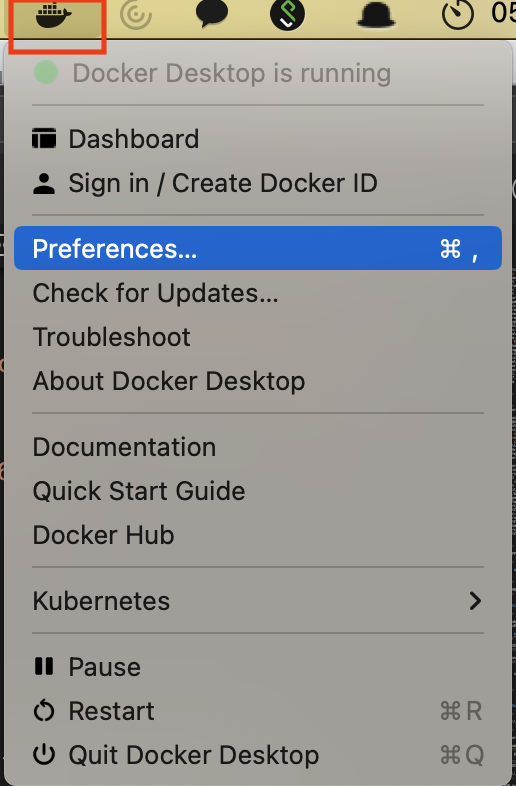 05
Docker Desktop is running
Dashboard
Sign in / Create Docker ID
Preferences... ⌘ ,
Check for Updates...
Troubleshoot
About Docker Desktop
Documentation
Quick Start Guide
Docker Hub
Kubernetes
Pause
Restart ⌘R
Quit Docker Desktop ⌘Q